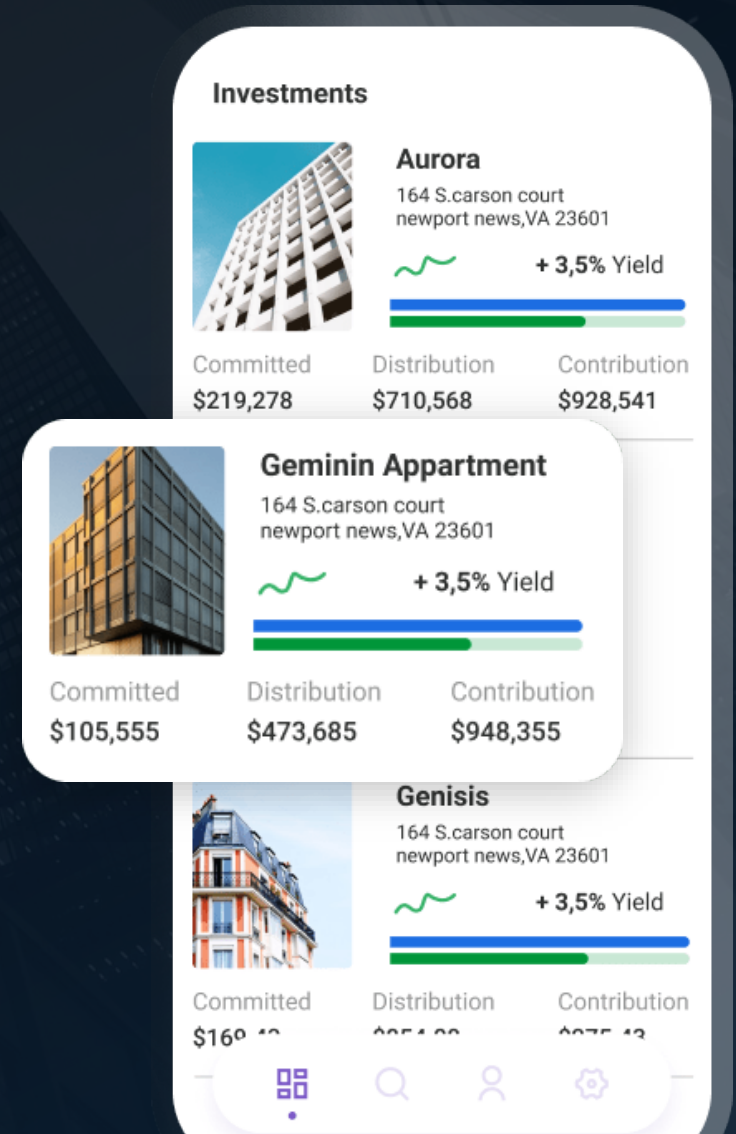 Investments
Aurora
164 S.carson court
newport news,VA 23601
+ 3,5% Yield
Committed Distribution Contribution
$219,278 $710,568 $928,541
Geminin Appartment
164 S.carson court
newport news,VA 23601
+ 3,5% Yield
Committed Distribution Contribution
$105,555 $473,685 $948,355
Genisis
164 S.carson court
newport news,VA 23601
+ 3,5% Yield
Committed Distribution Contribution